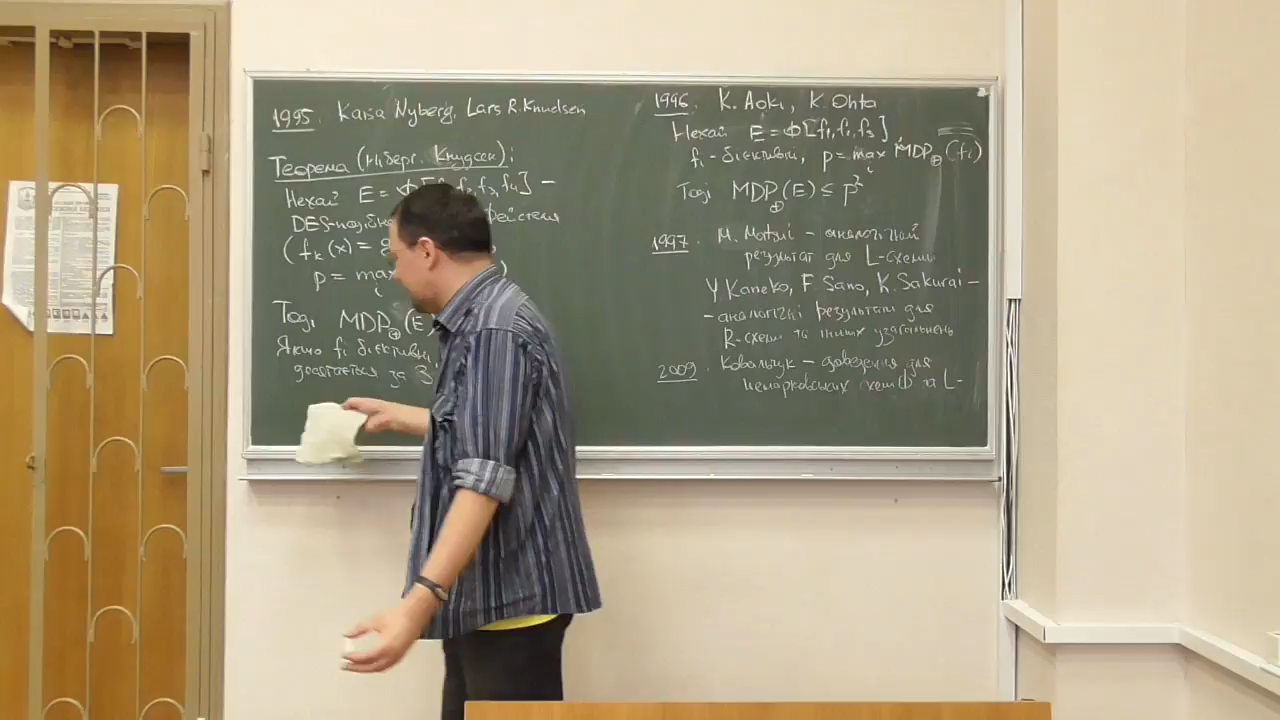 1995. Kaisa Nyberg, Lars R. Knudsen
Теорема (Ніберг, Кнудсен):
Нехай E = Ф[ f₂, f₃, f₄] –
DES-подібн Фейстеля
(fₖ(x) =
p = max
i
Тоді MDP⊕(E
Якщо fᵢ бієктивні,
за 3
1996. K. Aoki, K. Ohta
Нехай E = Ф[f₁, f₂, f₃],
fᵢ - бієктивні, p = max MDP⊕(fᵢ)
i
Тоді MDP⊕(E) ≤ p²
1997. M. Matsui – аналогічний
результат для L-схеми
Y. Kaneko, F. Sano, K. Sakurai –
– аналогічні результати для
R-схеми та інших узагальнень
2009. Ковальчук – доведення для
немарковських схем Ф та L-